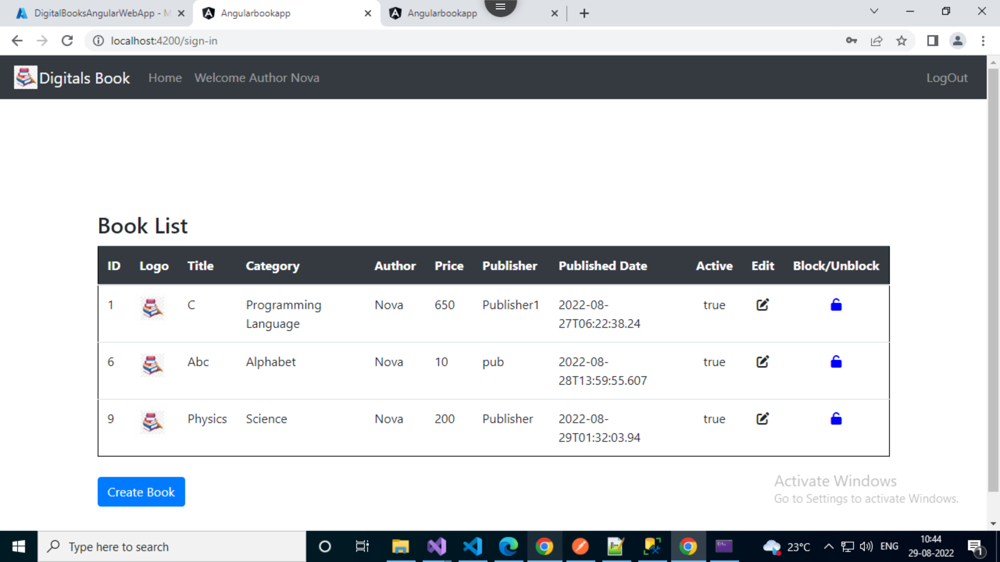 DigitalBooksAngularWebApp - M
Angularbookapp
Angularbookapp
localhost:4200/sign-in
Digitals Book Home Welcome Author Nova LogOut
Book List
ID Logo Title Category Author Price Publisher Published Date Active Edit Block/Unblock
1 C Programming Nova 650 Publisher1 2022-08- true
Language 27T06:22:38.24
6 Abc Alphabet Nova 10 pub 2022-08- true
28T13:59:55.607
9 Physics Science Nova 200 Publisher 2022-08- true
29T01:32:03.94
Create Book
Activate Windows
Go to Settings to activate Windows.
Type here to search
23°C
ENG
10:44
29-08-2022
1